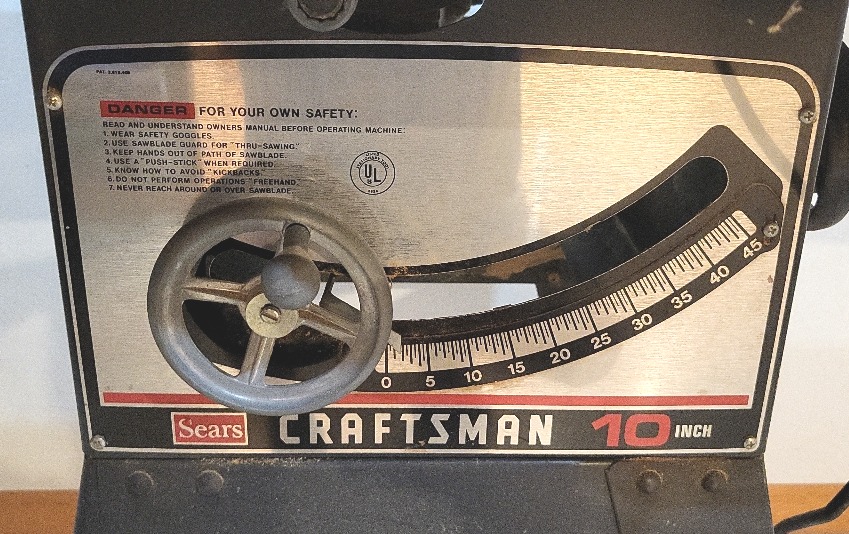 DANGER FOR YOUR OWN SAFETY:
READ AND UNDERSTAND OWNERS MANUAL BEFORE OPERATING MACHINE:
1. WEAR SAFETY GOGGLES.
2. USE SAWBLADE GUARD FOR "THRU-SAWING."
3. KEEP HANDS OUT OF PATH OF SAWBLADE.
4. USE A "PUSH-STICK" WHEN REQUIRED.
5. KNOW HOW TO AVOID "KICKBACKS."
6. DO NOT PERFORM OPERATIONS "FREEHAND."
7. NEVER REACH AROUND OR OVER SAWBLADE.
UL
0 5 10 15 20 25 30 35 40 45
Sears CRAFTSMAN 10 INCH